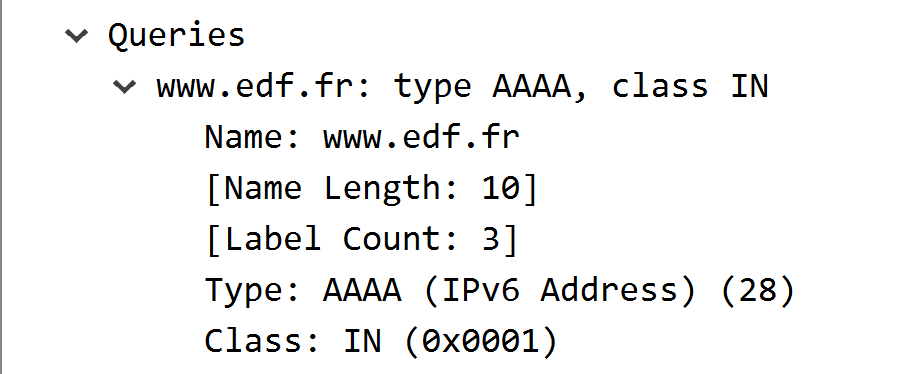 Queries
www.edf.fr: type AAAA, class IN
Name: www.edf.fr
[Name Length: 10]
[Label Count: 3]
Type: AAAA (IPv6 Address) (28)
Class: IN (0x0001)